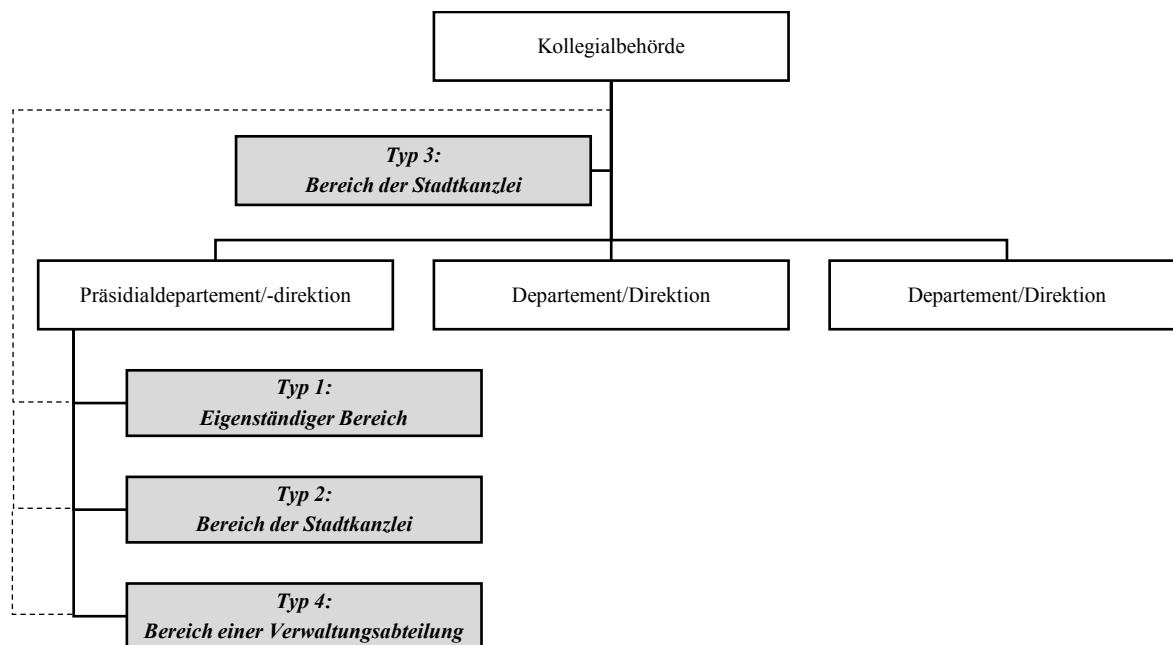 Kollegialbehörde
Typ 3:
Bereich der Stadtkanzlei
Präsidialdepartement/-direktion
Departement/Direktion
Departement/Direktion
Typ 1:
Eigenständiger Bereich
Typ 2:
Bereich der Stadtkanzlei
Typ 4:
Bereich einer Verwaltungsabteilung